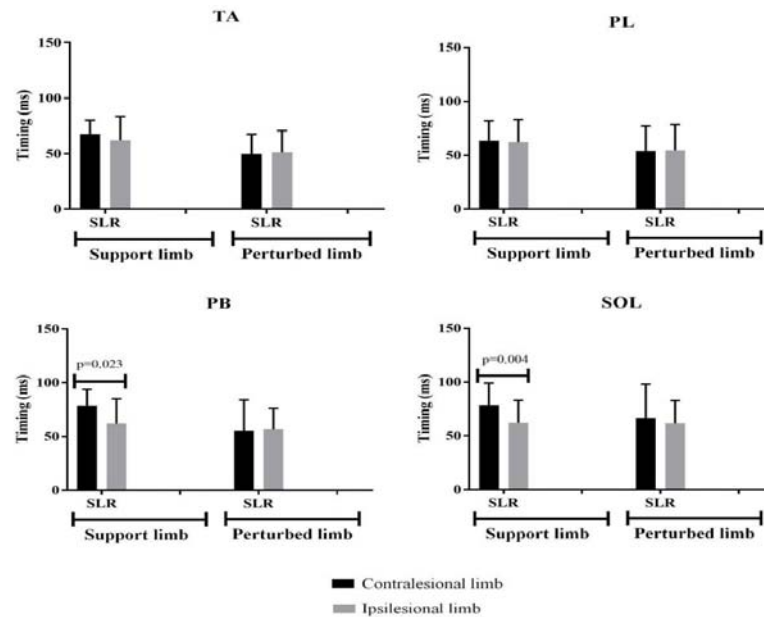 TA
Timing (ms)
150
100
50
0
SLR
SLR
Support limb
Perturbed limb
PL
Timing (ms)
150
100
50
0
SLR
SLR
Support limb
Perturbed limb
PB
Timing (ms)
150
100
50
0
p=0,023
SLR
SLR
Support limb
Perturbed limb
SOL
Timing (ms)
150
100
50
0
p=0,004
SLR
SLR
Support limb
Perturbed limb
Contralesional limb
Ipsilesional limb